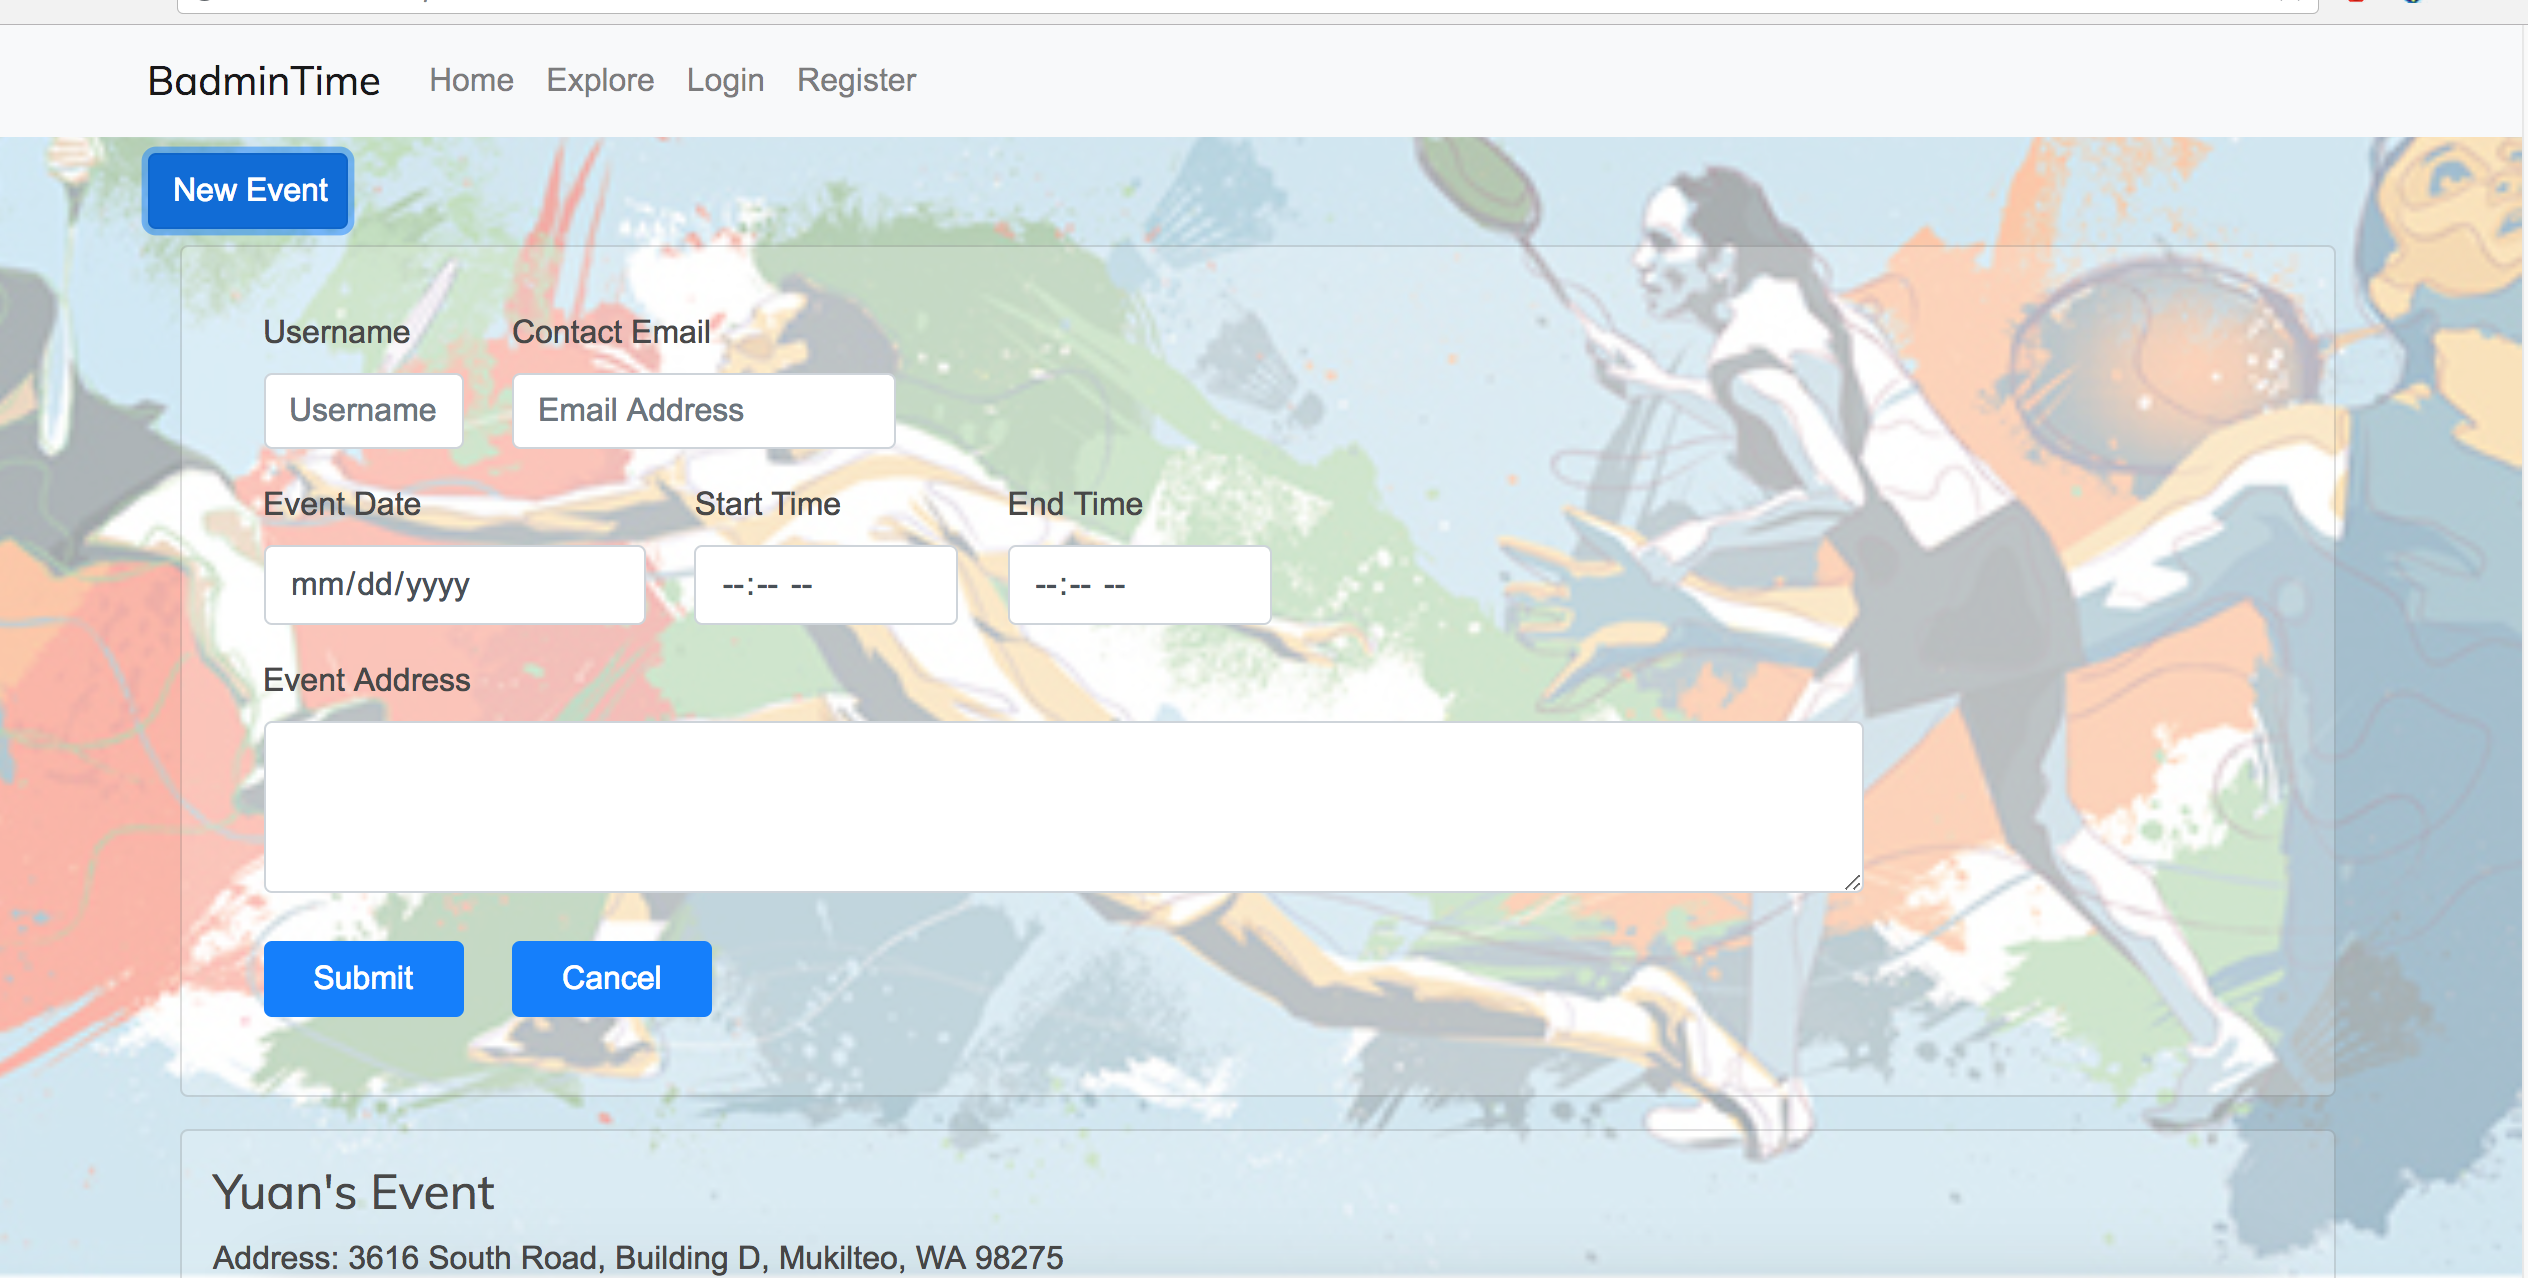 BadminTime Home Explore Login Register
New Event
Username Contact Email
Username Email Address
Event Date Start Time End Time
mm/dd/yyyy --:-- -- --:-- --
Event Address
Submit Cancel
Yuan's Event
Address: 3616 South Road, Building D, Mukilteo, WA 98275